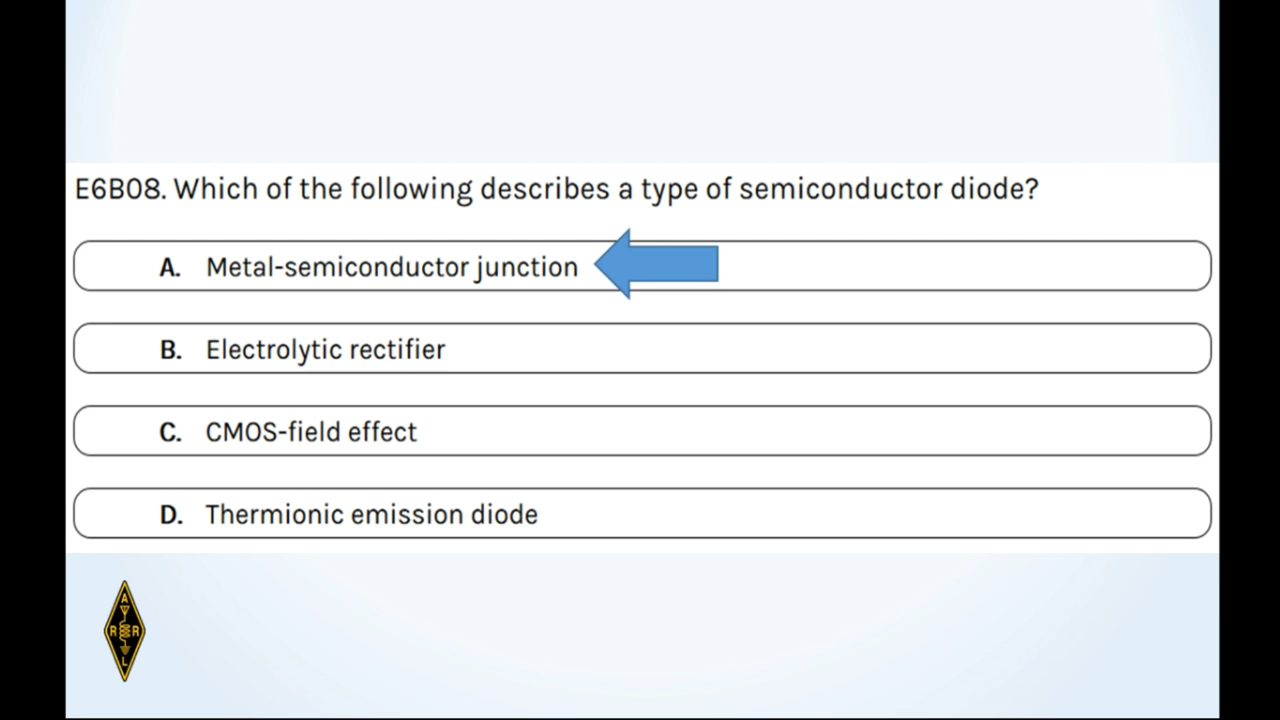 E6B08. Which of the following describes a type of semiconductor diode?
A. Metal-semiconductor junction
B. Electrolytic rectifier
C. CMOS-field effect
D. Thermionic emission diode
A
R R
L